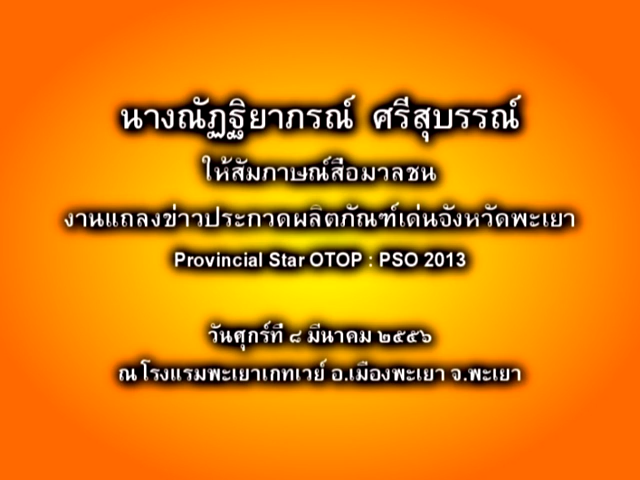 นางณัฏฐิยาภรณ์ ศรีสุบรรณ์
ให้สัมภาษณ์สื่อมวลชน
งานแถลงข่าวประกวดผลิตภัณฑ์เด่นจังหวัดพะเยา
Provincial Star OTOP : PSO 2013
วันศุกร์ที่ ๘ มีนาคม ๒๕๕๖
ณ โรงแรมพะเยาเกทเวย์ อ.เมืองพะเยา จ.พะเยา